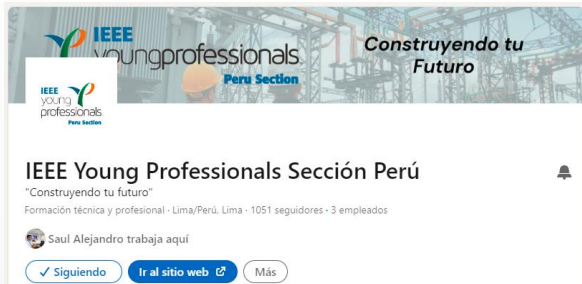 IEEE
youngprofessionals
Peru Section
Construyendo tu
Futuro
IEEE
young
professionals
Peru Section
IEEE Young Professionals Sección Perú
"Construyendo tu futuro"
Formación técnica y profesional · Lima/Perú, Lima · 1051 seguidores · 3 empleados
Saul Alejandro trabaja aquí
Siguiendo
Ir al sitio web
Más